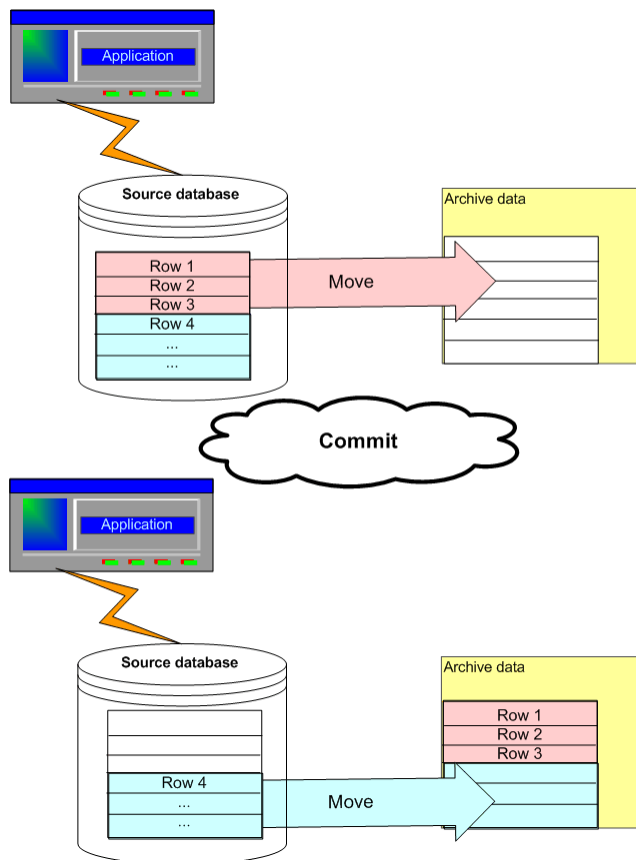 Application
Source database
Archive data
Row 1
Row 2
Row 3
Row 4
...
...
Move
Commit
Application
Source database
Archive data
Row 1
Row 2
Row 3
Row 4
...
...
Move